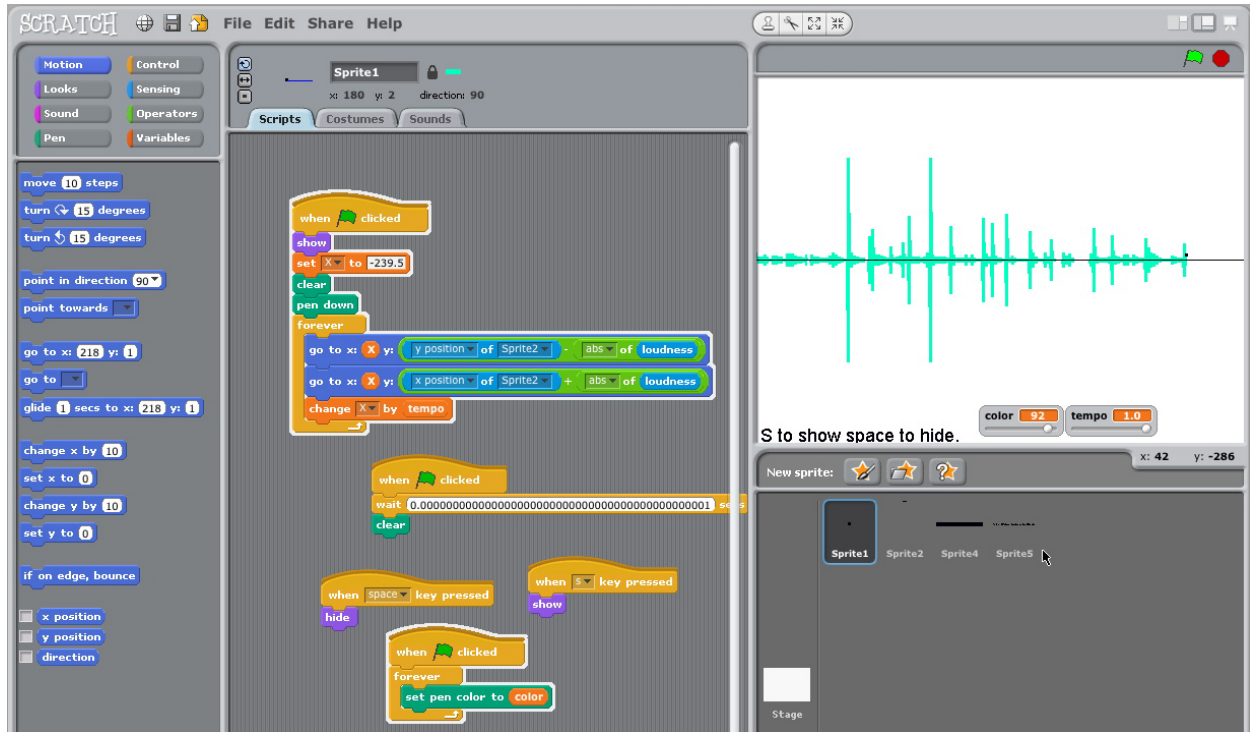 SCRATCH File Edit Share Help
Motion Control
Looks Sensing
Sound Operators
Pen Variables
move 10 steps
turn 15 degrees
turn 15 degrees
point in direction 90
point towards
go to x: 218 y: 1
go to
glide 1 secs to x: 218 y: 1
change x by 10
set x to 0
change y by 10
set y to 0
if on edge, bounce
x position
y position
direction
Sprite1
x: 180 y: 2 direction: 90
Scripts Costumes Sounds
when clicked
show
set X to -239.5
clear
pen down
forever
go to x: X y: y position of Sprite2 - abs of loudness
go to x: X y: x position of Sprite2 + abs of loudness
change X by tempo
when clicked
wait 0.0000000000000000000000000000000000000000000001 secs
clear
when space key pressed
hide
when s key pressed
show
when clicked
forever
set pen color to color
color 92 tempo 1.0
S to show space to hide.
x: 42 y: -286
New sprite:
Sprite1 Sprite2 Sprite4 Sprite5
Stage